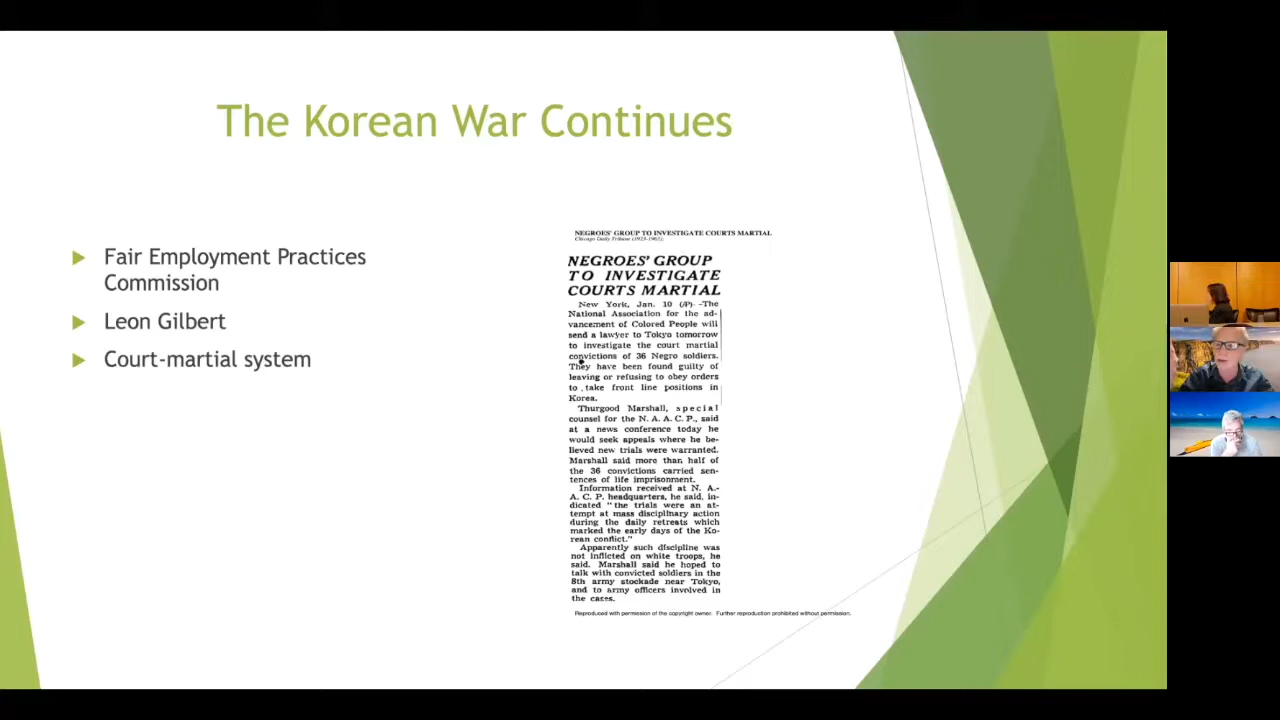 The Korean War Continues
Fair Employment Practices
Commission
Leon Gilbert
Court-martial system
NEGROES' GROUP TO INVESTIGATE COURTS MARTIAL
Chicago Daily Tribune (1923-1963);
NEGROES' GROUP
TO INVESTIGATE
COURTS MARTIAL
New York, Jan. 10 (AP)—The
National Association for the ad-
vancement of Colored People will
send a lawyer to Tokyo tomorrow
to investigate the court martial
convictions of 36 Negro soldiers.
They have been found guilty of
leaving or refusing to obey orders
to take front line positions in
Korea.
Thurgood Marshall, special
counsel for the N. A. A. C. P., said
at a news conference today he
would seek appeals where he be-
lieved new trials were warranted.
Marshall said more than half of
the 36 convictions carried sen-
tences of life imprisonment.
Information received at N. A.-
A. C. P. headquarters, he said, in-
dicated "the trials were an at-
tempt at mass disciplinary action
during the daily retreats which
marked the early days of the Ko-
rean conflict."
Apparently such discipline was
not inflicted on white troops, he
said. Marshall said he hoped to
talk with convicted soldiers in the
8th army stockade near Tokyo,
and to army officers involved in
the cases.
Reproduced with permission of the copyright owner. Further reproduction prohibited without permission.